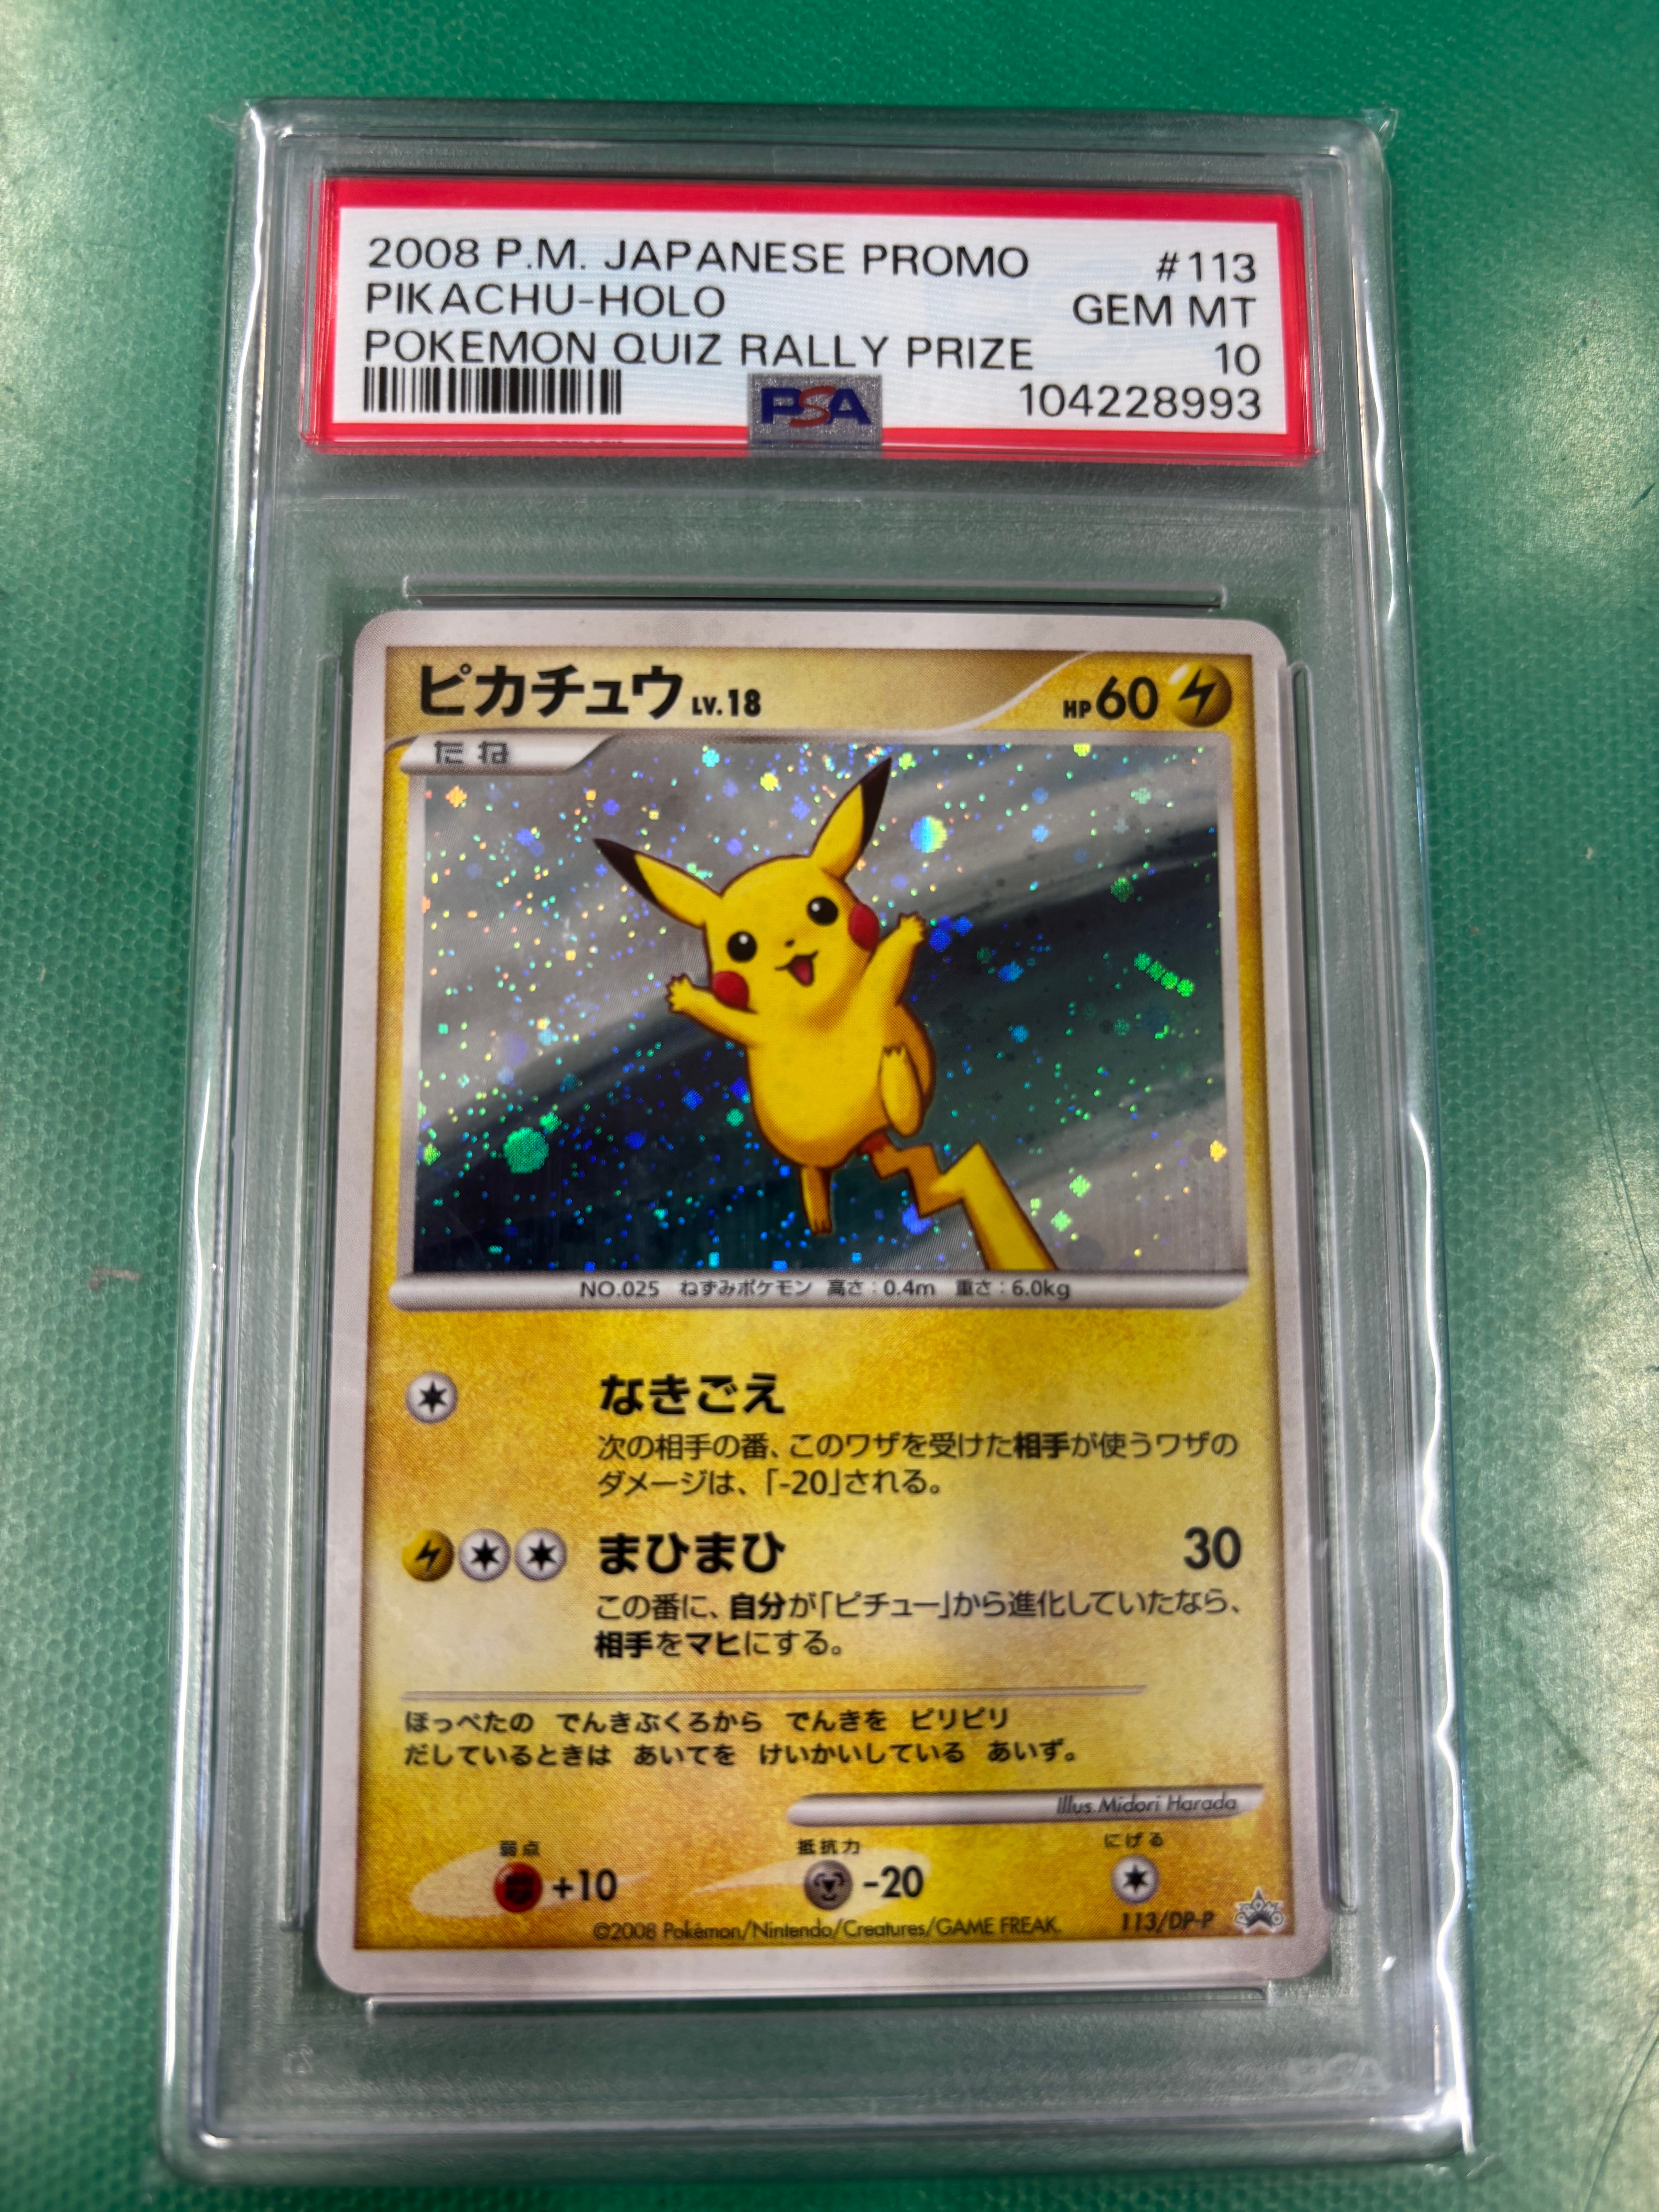 2008 P.M. JAPANESE PROMO #113
PIKACHU-HOLO GEM MT
POKEMON QUIZ RALLY PRIZE 10
PSA 104228993
ピカチュウ LV.18 HP60
たね
NO.025 ねずみポケモン 高さ：0.4m 重さ：6.0kg
なきごえ
次の相手の番、このワザを受けた相手が使うワザの
ダメージは、「-20」される。
まひまひ 30
この番に、自分が「ピチュー」から進化していたなら、
相手をマヒにする。
ほっぺたの でんきぶくろから でんきを ピリピリ
だしているときは あいてを けいかいしている あいず。
Illus. Midori Harada
弱点 抵抗力 にげる
+10 -20
©2008 Pokémon/Nintendo/Creatures/GAME FREAK. 113/DP-P PROMO